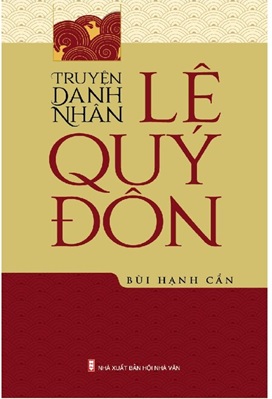 TRUYỆN
DANH
NHÂN
LÊ
QUÝ
ĐÔN
BÙI HẠNH CẨN
NHÀ XUẤT BẢN HỘI NHÀ VĂN